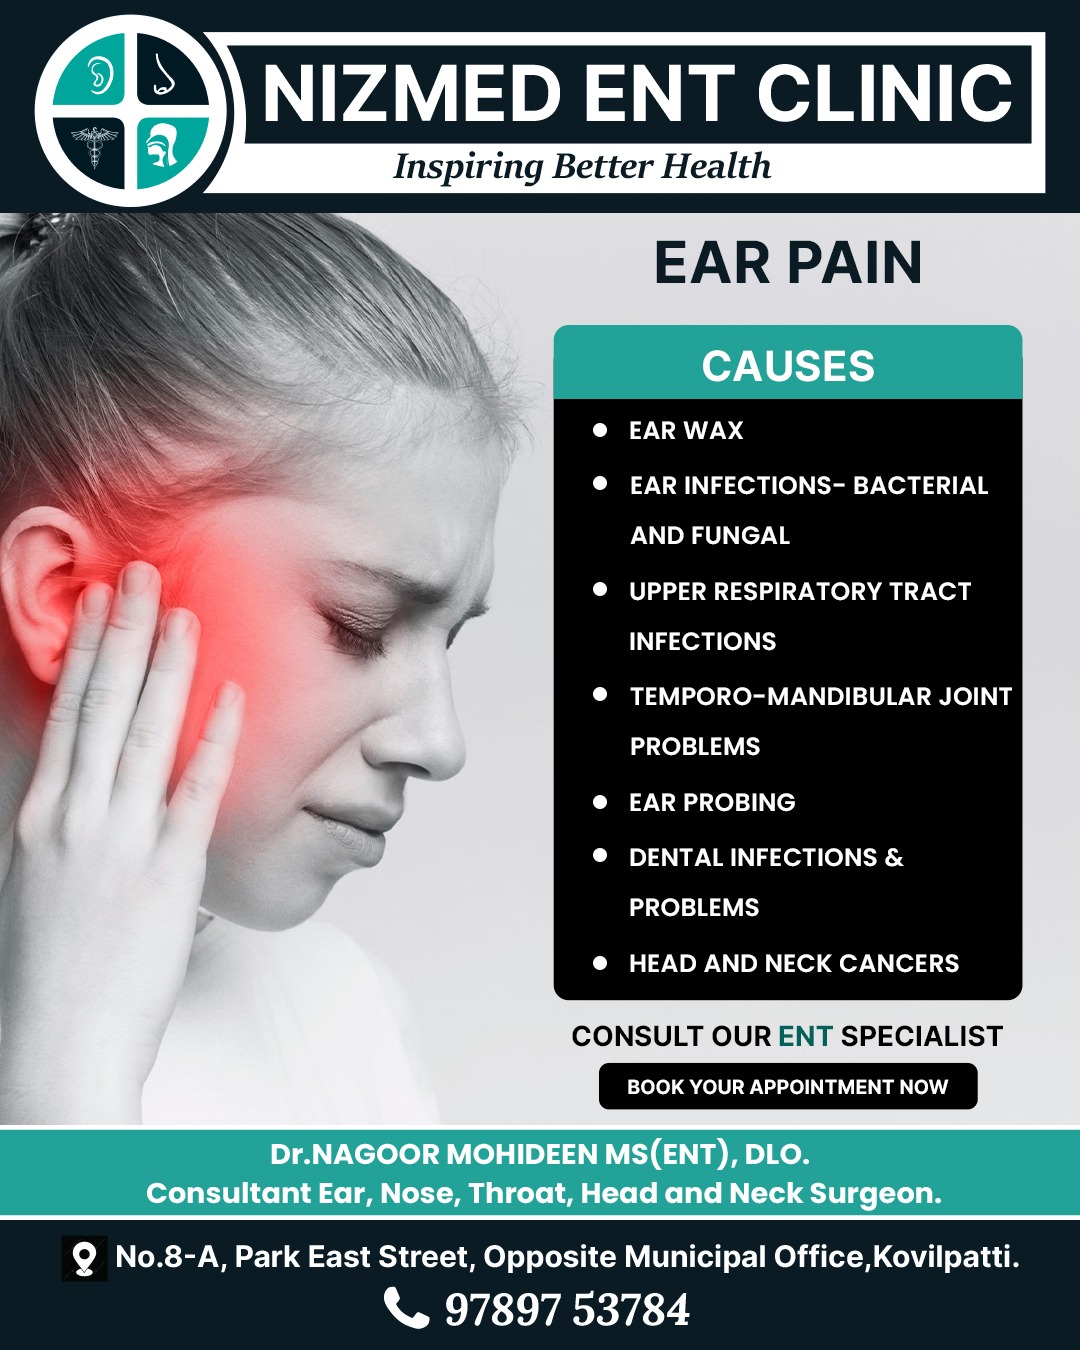 NIZMED ENT CLINIC
Inspiring Better Health
EAR PAIN
CAUSES
EAR WAX
EAR INFECTIONS- BACTERIAL
AND FUNGAL
UPPER RESPIRATORY TRACT
INFECTIONS
TEMPORO-MANDIBULAR JOINT
PROBLEMS
EAR PROBING
DENTAL INFECTIONS &
PROBLEMS
HEAD AND NECK CANCERS
CONSULT OUR ENT SPECIALIST
BOOK YOUR APPOINTMENT NOW
Dr.NAGOOR MOHIDEEN MS(ENT), DLO.
Consultant Ear, Nose, Throat, Head and Neck Surgeon.
No.8-A, Park East Street, Opposite Municipal Office,Kovilpatti.
97897 53784